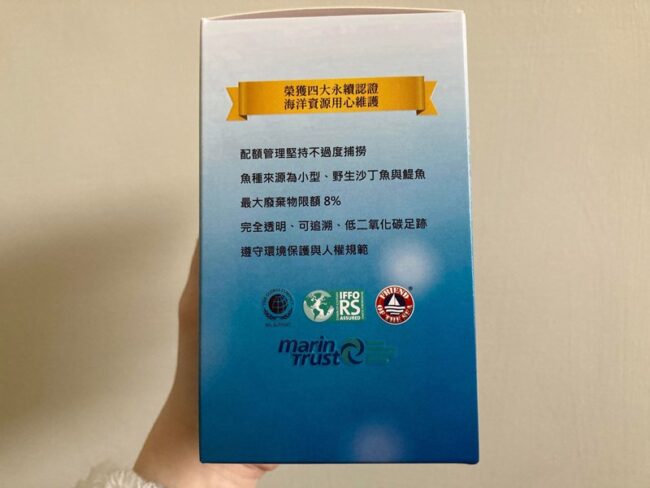 榮獲四大永續認證
海洋資源用心維護
配額管理堅持不過度捕撈
魚種來源為小型、野生沙丁魚與鯷魚
最大廢棄物限額 8%
完全透明、可追溯、低二氧化碳足跡
遵守環境保護與人權規範
WE SUPPORT
IFFO
RS
ASSURED
FRIEND
OF THE SEA
marin
TRUST